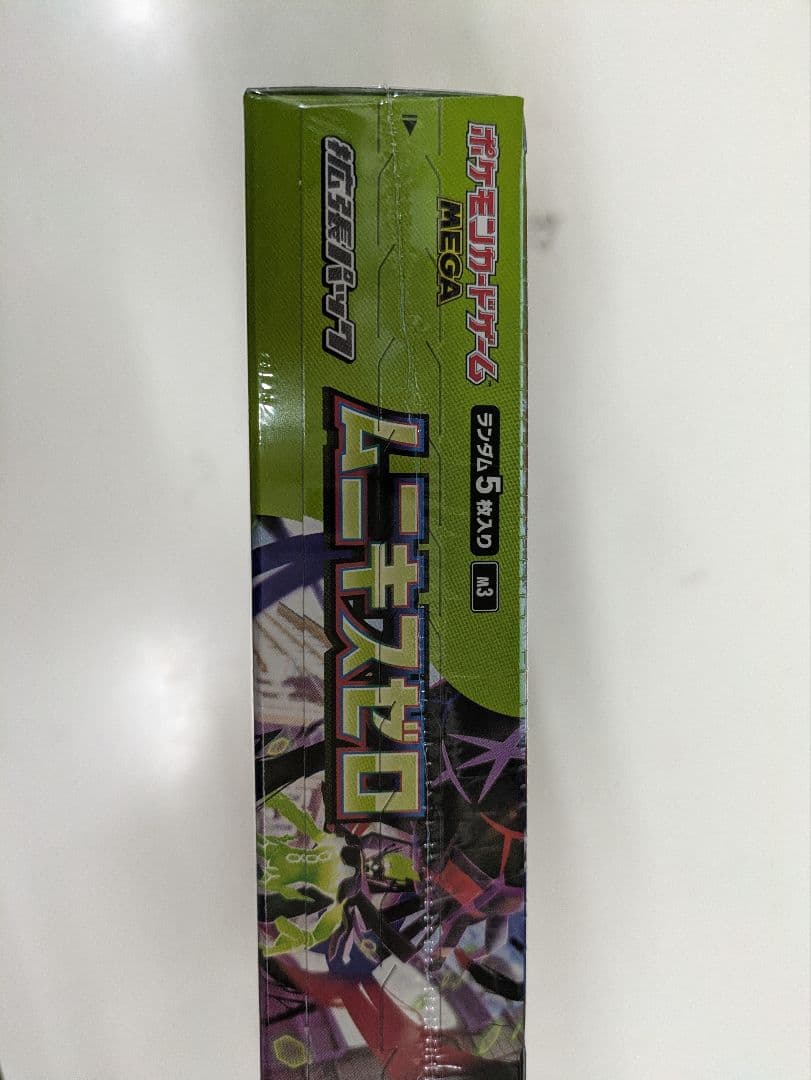 ポケモンカードゲーム
MEGA
ランダム5枚入り
M3
拡張パック
ムニキスゼロ